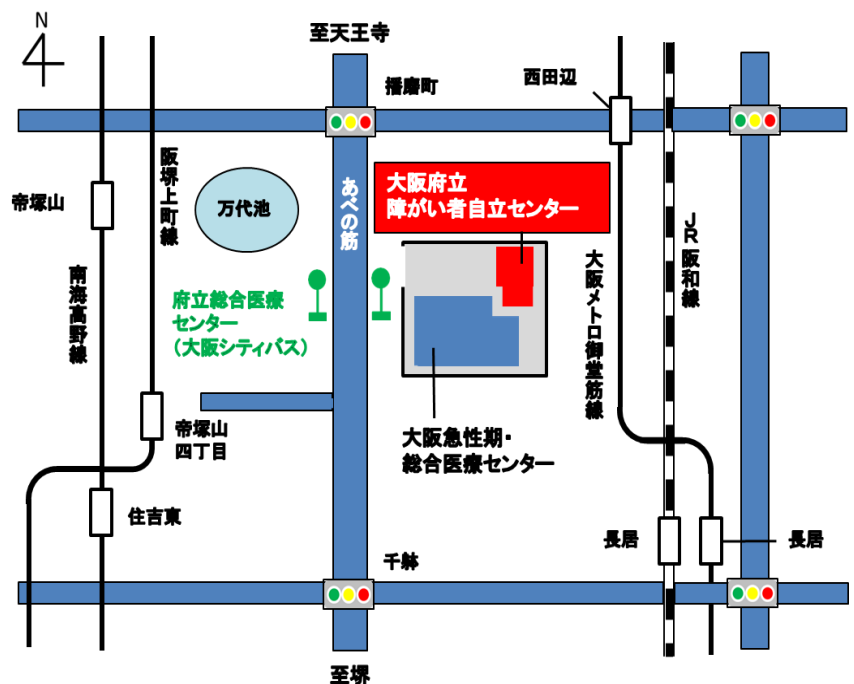 N
至天王寺
播磨町
西田辺
阪堺上町線
帝塚山
万代池
あべの筋
大阪府立
障がい者自立センター
JR阪和線
大阪メトロ御堂筋線
南海高野線
府立総合医療
センター
(大阪シティバス)
帝塚山
四丁目
大阪急性期・
総合医療センター
住吉東
長居
長居
千躰
至堺